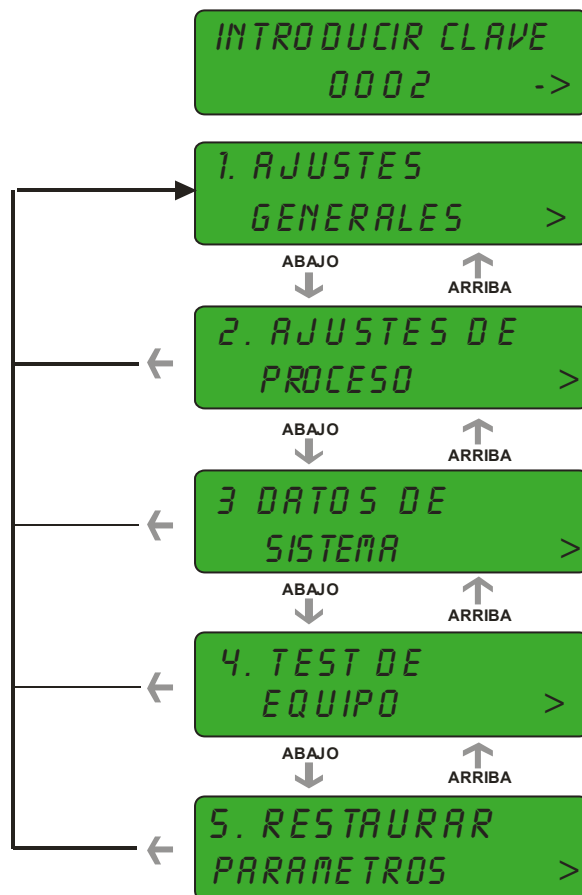 INTRODUCIR CLAVE
0002 ->
1. AJUSTES
GENERALES >
ABAJO
ARRIBA
2. AJUSTES DE
PROCESO >
ABAJO
ARRIBA
3 DATOS DE
SISTEMA >
ABAJO
ARRIBA
4. TEST DE
EQUIPO >
ABAJO
ARRIBA
5. RESTAURAR
PARAMETROS >